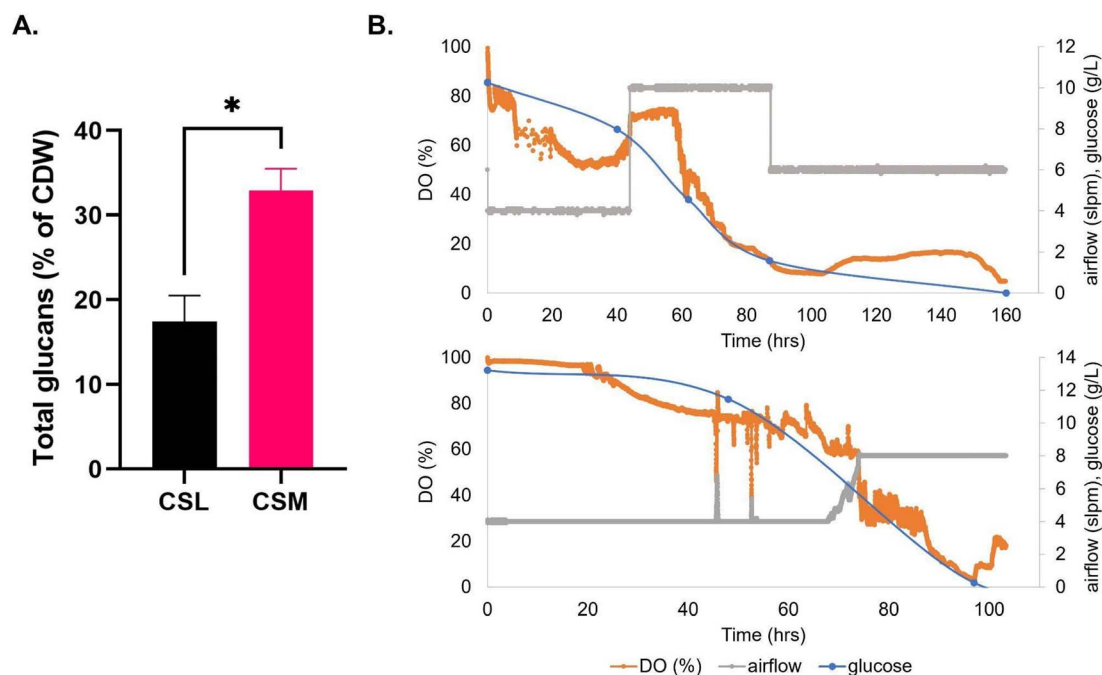 A.
Total glucans (% of CDW)
40
30
20
10
0
*
CSL CSM
B.
DO (%)
100
80
60
40
20
0
0 20 40 60 80 100 120 140 160
Time (hrs)
12
10
8
6
4
2
0
airflow (slpm), glucose (g/L)
DO (%)
100
80
60
40
20
0
0 20 40 60 80 100
Time (hrs)
14
12
10
8
6
4
2
0
airflow (slpm), glucose (g/L)
DO (%) airflow glucose